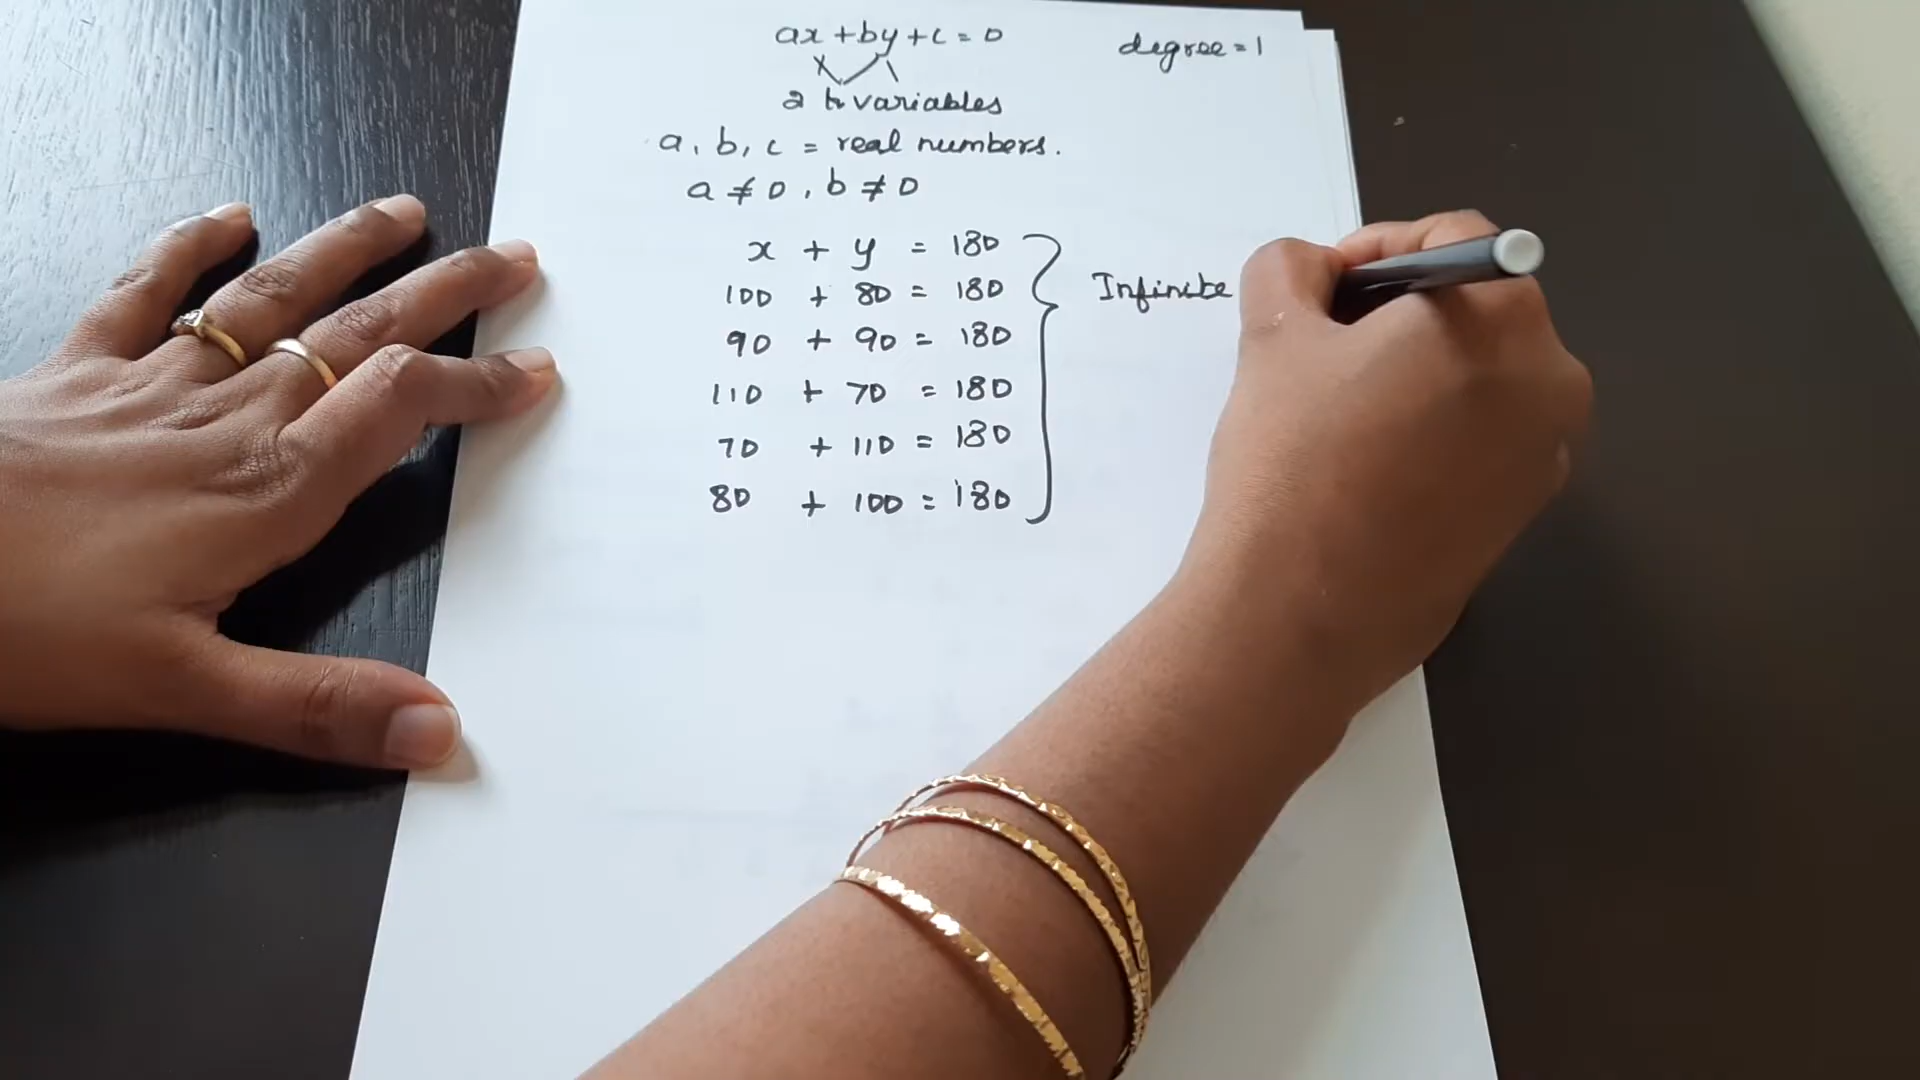 ax + by + c = 0
degree = 1
2 variables
a, b, c = real numbers.
a ≠ 0, b ≠ 0
x + y = 180
100 + 80 = 180
90 + 90 = 180
110 + 70 = 180
70 + 110 = 180
80 + 100 = 180
Infinite